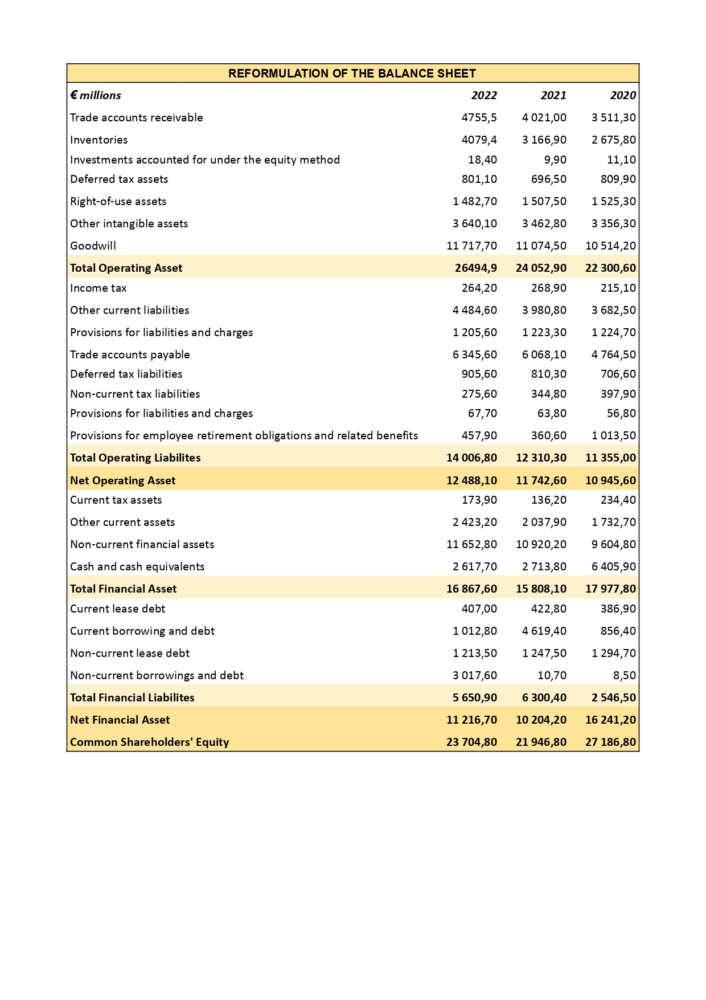 REFORMULATION OF THE BALANCE SHEET
€ millions 2022 2021 2020
Trade accounts receivable 4755,5 4 021,00 3 511,30
Inventories 4079,4 3 166,90 2 675,80
Investments accounted for under the equity method 18,40 9,90 11,10
Deferred tax assets 801,10 696,50 809,90
Right-of-use assets 1 482,70 1 507,50 1 525,30
Other intangible assets 3 640,10 3 462,80 3 356,30
Goodwill 11 717,70 11 074,50 10 514,20
Total Operating Asset 26494,9 24 052,90 22 300,60
Income tax 264,20 268,90 215,10
Other current liabilities 4 484,60 3 980,80 3 682,50
Provisions for liabilities and charges 1 205,60 1 223,30 1 224,70
Trade accounts payable 6 345,60 6 068,10 4 764,50
Deferred tax liabilities 905,60 810,30 706,60
Non-current tax liabilities 275,60 344,80 397,90
Provisions for liabilities and charges 67,70 63,80 56,80
Provisions for employee retirement obligations and related benefits 457,90 360,60 1 013,50
Total Operating Liabilites 14 006,80 12 310,30 11 355,00
Net Operating Asset 12 488,10 11 742,60 10 945,60
Current tax assets 173,90 136,20 234,40
Other current assets 2 423,20 2 037,90 1 732,70
Non-current financial assets 11 652,80 10 920,20 9 604,80
Cash and cash equivalents 2 617,70 2 713,80 6 405,90
Total Financial Asset 16 867,60 15 808,10 17 977,80
Current lease debt 407,00 422,80 386,90
Current borrowing and debt 1 012,80 4 619,40 856,40
Non-current lease debt 1 213,50 1 247,50 1 294,70
Non-current borrowings and debt 3 017,60 10,70 8,50
Total Financial Liabilites 5 650,90 6 300,40 2 546,50
Net Financial Asset 11 216,70 10 204,20 16 241,20
Common Shareholders' Equity 23 704,80 21 946,80 27 186,80